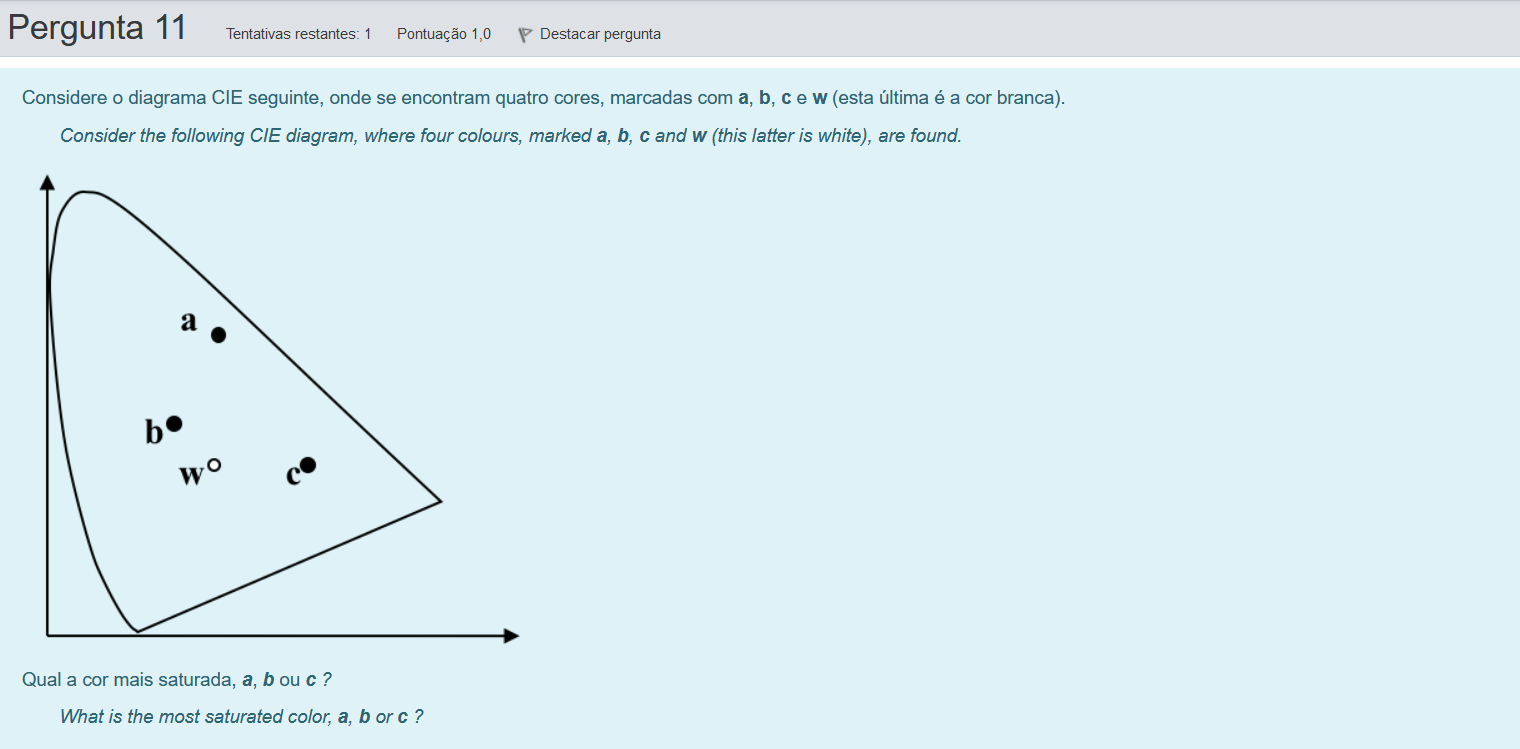 Pergunta 11 Tentativas restantes: 1 Pontuação 1,0 Destacar pergunta
Considere o diagrama CIE seguinte, onde se encontram quatro cores, marcadas com a, b, c e w (esta última é a cor branca).
Consider the following CIE diagram, where four colours, marked a, b, c and w (this latter is white), are found.
a
b
w
c
Qual a cor mais saturada, a, b ou c ?
What is the most saturated color, a, b or c ?